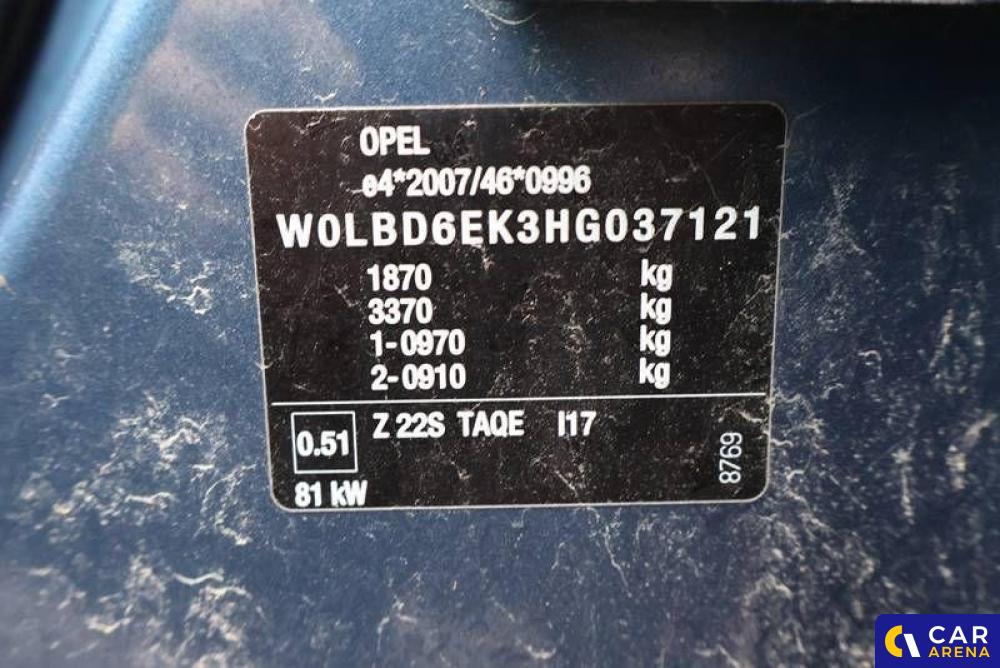 OPEL
e4*2007/46*0996
W0LBD6EK3HG037121
1870 kg
3370 kg
1-0970 kg
2-0910 kg
0.51 Z 22S TAQE I17
81 kW
8769
CAR
ARENA